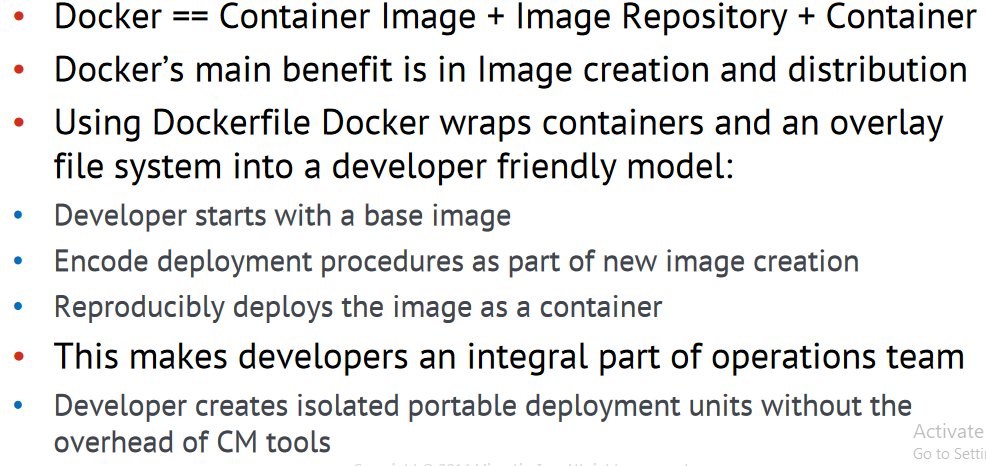 • Docker == Container Image + Image Repository + Container
• Docker’s main benefit is in Image creation and distribution
• Using Dockerfile Docker wraps containers and an overlay
file system into a developer friendly model:
• Developer starts with a base image
• Encode deployment procedures as part of new image creation
• Reproducibly deploys the image as a container
• This makes developers an integral part of operations team
• Developer creates isolated portable deployment units without the
overhead of CM tools
Activate
Go to Setti